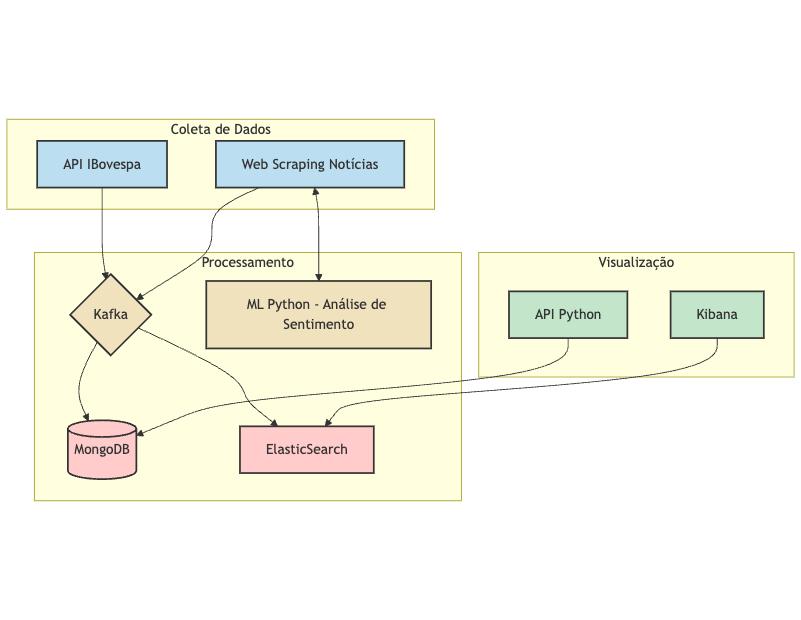 Coleta de Dados
API IBovespa
Web Scraping Notícias
Processamento
Visualização
Kafka
ML Python - Análise de
Sentimento
API Python
Kibana
MongoDB
ElasticSearch